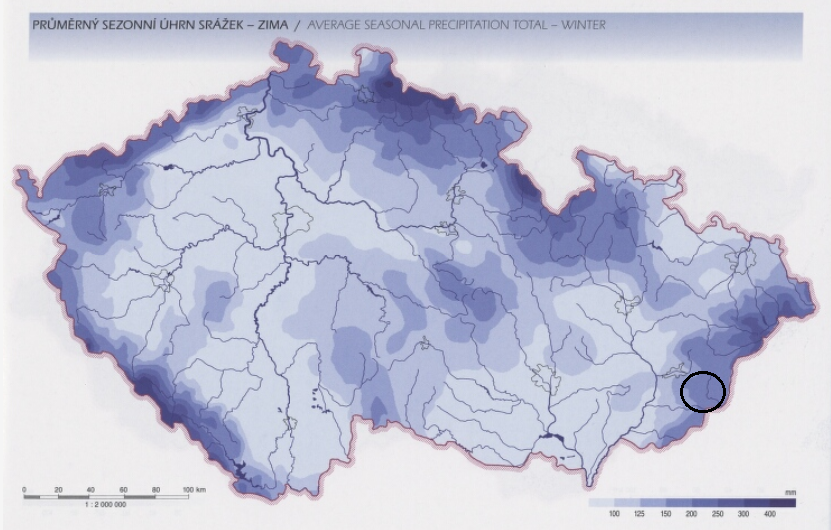 PRŮMĚRNÝ SEZONNÍ ÚHRN SRÁŽEK – ZIMA / AVERAGE SEASONAL PRECIPITATION TOTAL – WINTER
0 20 40 60 80 100 km
1 : 2 000 000
mm
100 125 150 200 250 300 400